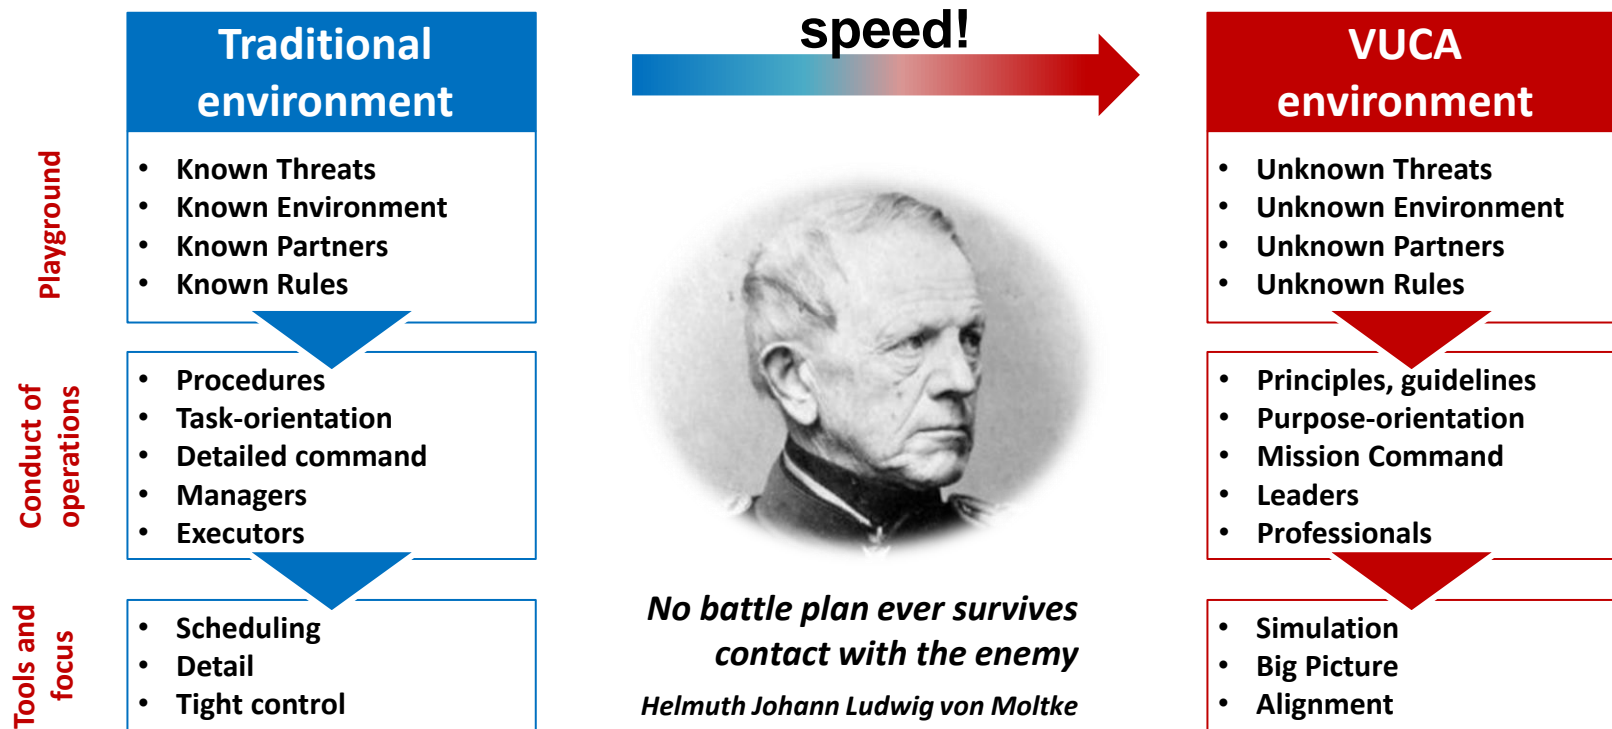 Traditional
environment
speed!
VUCA
environment
Playground
• Known Threats
• Known Environment
• Known Partners
• Known Rules
• Unknown Threats
• Unknown Environment
• Unknown Partners
• Unknown Rules
Conduct of
operations
• Procedures
• Task-orientation
• Detailed command
• Managers
• Executors
• Principles, guidelines
• Purpose-orientation
• Mission Command
• Leaders
• Professionals
Tools and
focus
• Scheduling
• Detail
• Tight control
No battle plan ever survives
contact with the enemy
Helmuth Johann Ludwig von Moltke
• Simulation
• Big Picture
• Alignment